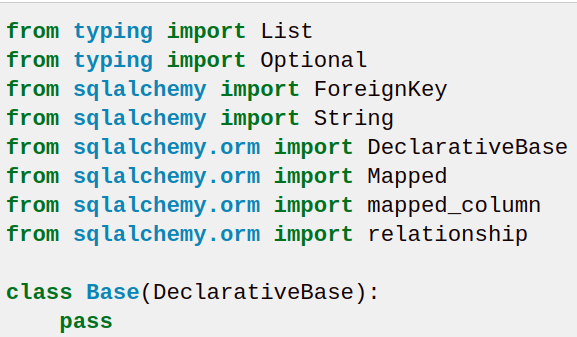 from typing import List
from typing import Optional
from sqlalchemy import ForeignKey
from sqlalchemy import String
from sqlalchemy.orm import DeclarativeBase
from sqlalchemy.orm import Mapped
from sqlalchemy.orm import mapped_column
from sqlalchemy.orm import relationship

class Base(DeclarativeBase):
    pass